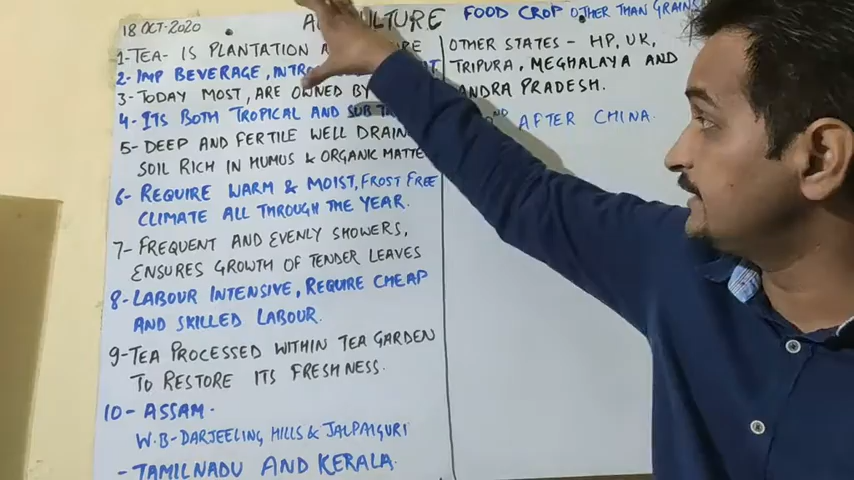 18 OCT-2020
FOOD CROP OTHER THAN GRAINS
1- TEA- IS PLANTATION
2- IMP BEVERAGE,
3- TODAY MOST, ARE OWNED BY
4- ITS BOTH TROPICAL AND SUB
5- DEEP AND FERTILE WELL DRAIN
SOIL RICH IN HUMUS & ORGANIC MATTE
6- REQUIRE WARM & MOIST, FROST FREE
CLIMATE ALL THROUGH THE YEAR.
7- FREQUENT AND EVENLY SHOWERS,
ENSURES GROWTH OF TENDER LEAVES
8- LABOUR INTENSIVE, REQUIRE CHEAP
AND SKILLED LABOUR.
9- TEA PROCESSED WITHIN TEA GARDEN
TO RESTORE ITS FRESHNESS.
10- ASSAM.
W.B- DARJEELING HILLS & JALPAIGURI
- TAMILNADU AND KERALA.
OTHER STATES - HP, UK,
TRIPURA, MEGHALAYA AND
NDRA PRADESH.
ND AFTER CHINA.